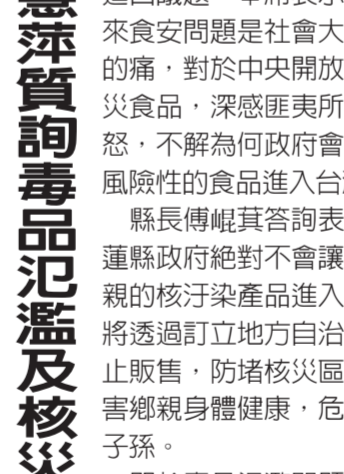 萍質詢毒品氾濫及核
來食安問題是社會大
的痛，對於中央開放
災食品，深感匪夷所
怒，不解為何政府會
風險性的食品進入台
縣長傅崐萁答詢表
蓮縣政府絕對不會讓
親的核汙染產品進入
將透過訂立地方自治
止販售，防堵核災區
害鄉親身體健康，危
子孫。